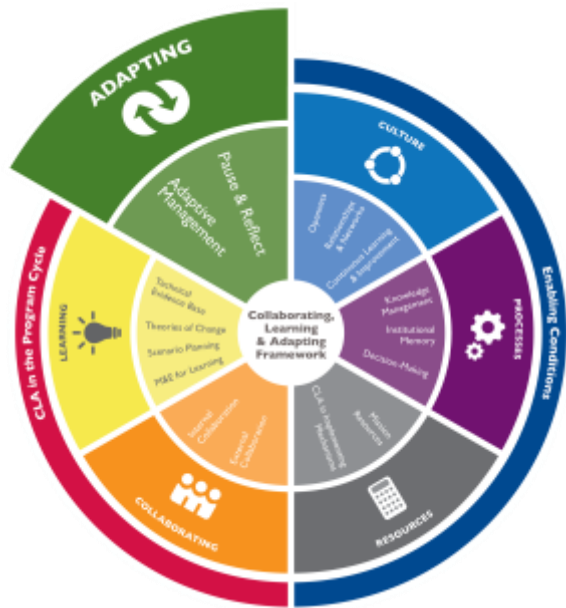 ADAPTING
Pause & Reflect
Adaptive
Management
CULTURE
Openness
Relationships
& Networks
Continuous Learning
& Improvement
Enabling Conditions
PROCESSES
Knowledge
Management
Institutional
Memory
Decision-Making
RESOURCES
Mission
Resources
CLA in Implementing
Mechanisms
COLLABORATING
Internal
Collaboration
External
Collaboration
CLA in the Program Cycle
LEARNING
Technical
Evidence Base
Theories of Change
Scenario Planning
M&E for Learning
Collaborating,
Learning
& Adapting
Framework